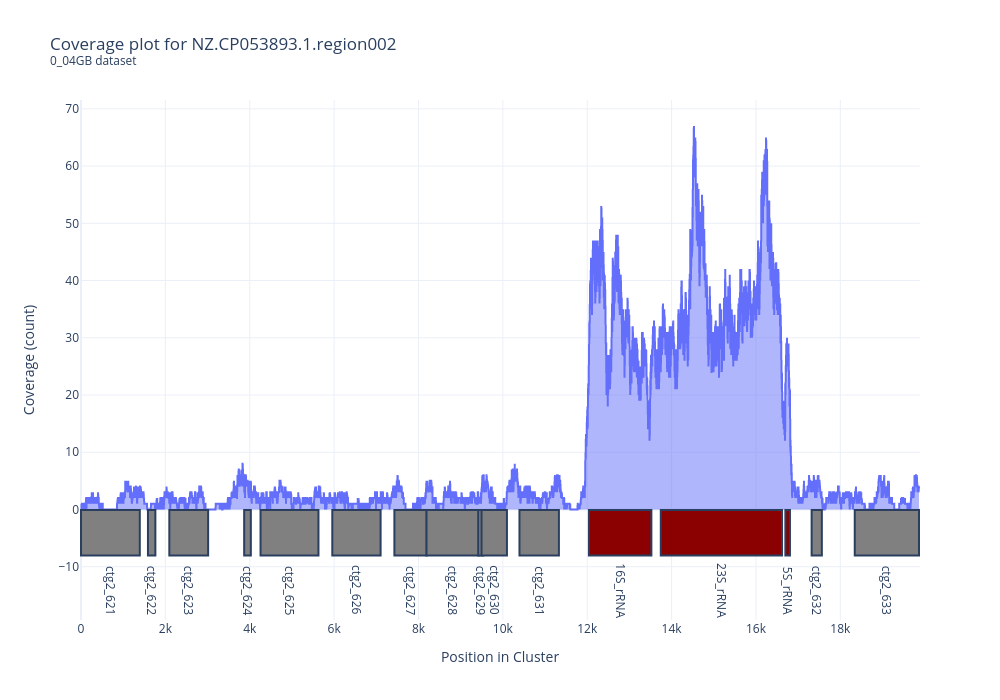 Coverage plot for NZ.CP053893.1.region002
0_04GB dataset
70
60
50
40
30
20
10
0
−10
Coverage (count)
ctg2_621
ctg2_622
ctg2_623
ctg2_624
ctg2_625
ctg2_626
ctg2_627
ctg2_628
ctg2_629
ctg2_630
ctg2_631
16S_rRNA
23S_rRNA
5S_rRNA
ctg2_632
ctg2_633
0 2k 4k 6k 8k 10k 12k 14k 16k 18k
Position in Cluster